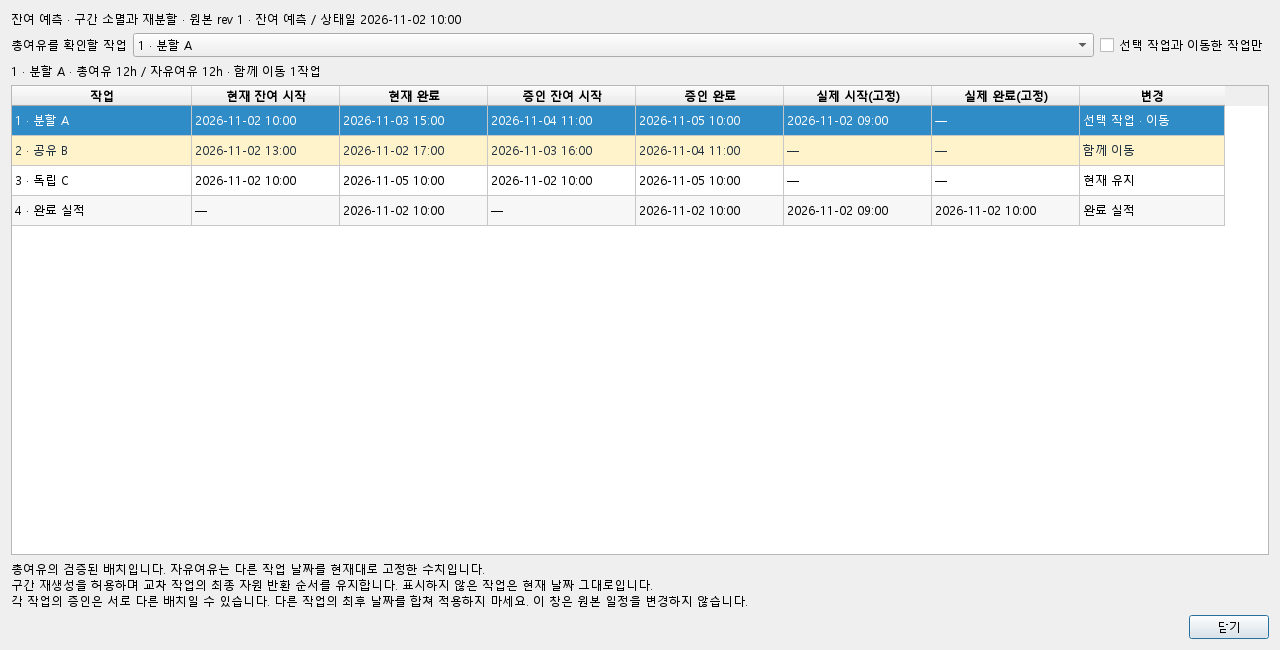 잔여 예측 · 구간 소멸과 재분할 · 원본 rev 1 · 잔여 예측 / 상태일 2026-11-02 10:00
총여유를 확인할 작업 1 · 분할 A 선택 작업과 이동한 작업만
1 · 분할 A · 총여유 12h / 자유여유 12h · 함께 이동 1작업
작업 현재 잔여 시작 현재 완료 증인 잔여 시작 증인 완료 실제 시작(고정) 실제 완료(고정) 변경
1 · 분할 A 2026-11-02 10:00 2026-11-03 15:00 2026-11-04 11:00 2026-11-05 10:00 2026-11-02 09:00 — 선택 작업 · 이동
2 · 공유 B 2026-11-02 13:00 2026-11-02 17:00 2026-11-03 16:00 2026-11-04 11:00 — — 함께 이동
3 · 독립 C 2026-11-02 10:00 2026-11-05 10:00 2026-11-02 10:00 2026-11-05 10:00 — — 현재 유지
4 · 완료 실적 — 2026-11-02 10:00 — 2026-11-02 10:00 2026-11-02 09:00 2026-11-02 10:00 완료 실적
총여유의 검증된 배치입니다. 자유여유는 다른 작업 날짜를 현재대로 고정한 수치입니다.
구간 재생성을 허용하며 교차 작업의 최종 자원 반환 순서를 유지합니다. 표시하지 않은 작업은 현재 날짜 그대로입니다.
각 작업의 증인은 서로 다른 배치일 수 있습니다. 다른 작업의 최후 날짜를 합쳐 적용하지 마세요. 이 창은 원본 일정을 변경하지 않습니다.
닫기